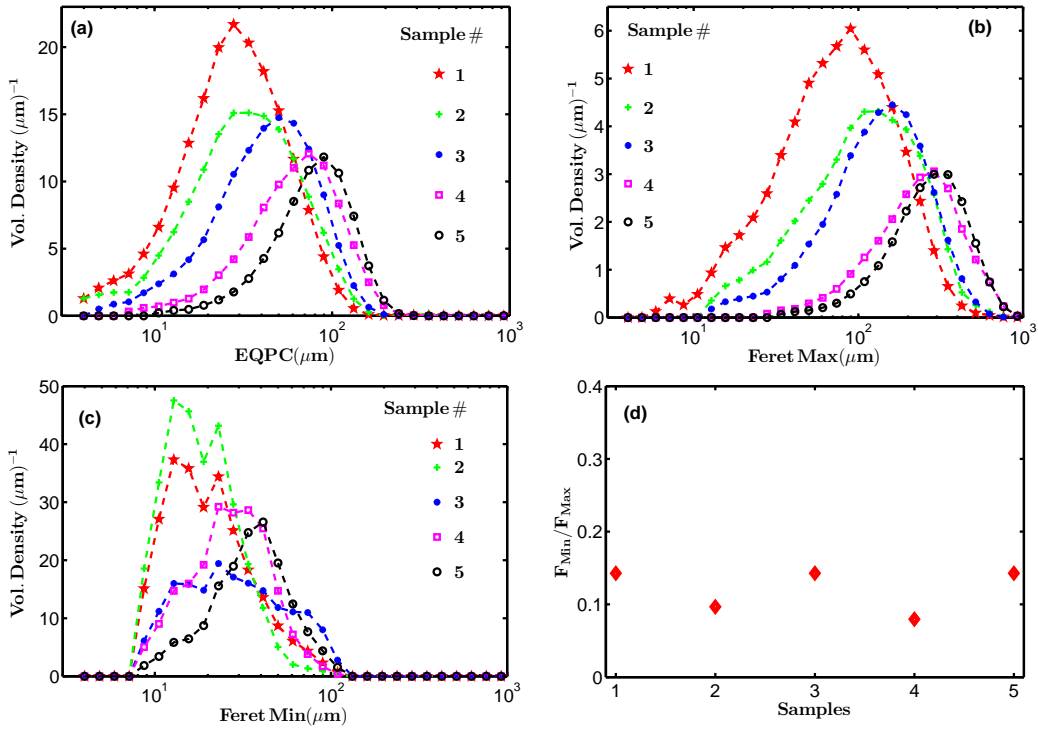 (a)
Sample #
1
2
3
4
5
Vol. Density (μm)⁻¹
20
15
10
5
0
10¹ 10² 10³
EQPC(μm)
(b)
Sample #
1
2
3
4
5
Vol. Density (μm)⁻¹
6
5
4
3
2
1
0
10¹ 10² 10³
Feret Max(μm)
(c)
Sample #
1
2
3
4
5
Vol. Density (μm)⁻¹
50
40
30
20
10
0
10¹ 10² 10³
Feret Min(μm)
(d)
F_Min/F_Max
0.4
0.3
0.2
0.1
0
1 2 3 4 5
Samples